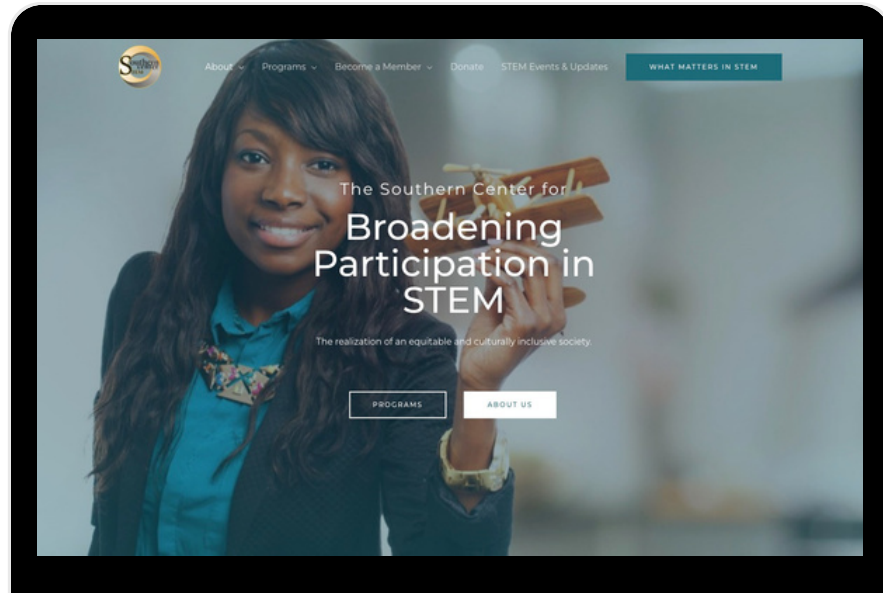 Southern
About
Programs
Become a Member
Donate
STEM Events & Updates
WHAT MATTERS IN STEM
The Southern Center for
Broadening
Participation in
STEM
The realization of an equitable and culturally inclusive society.
PROGRAMS
ABOUT US